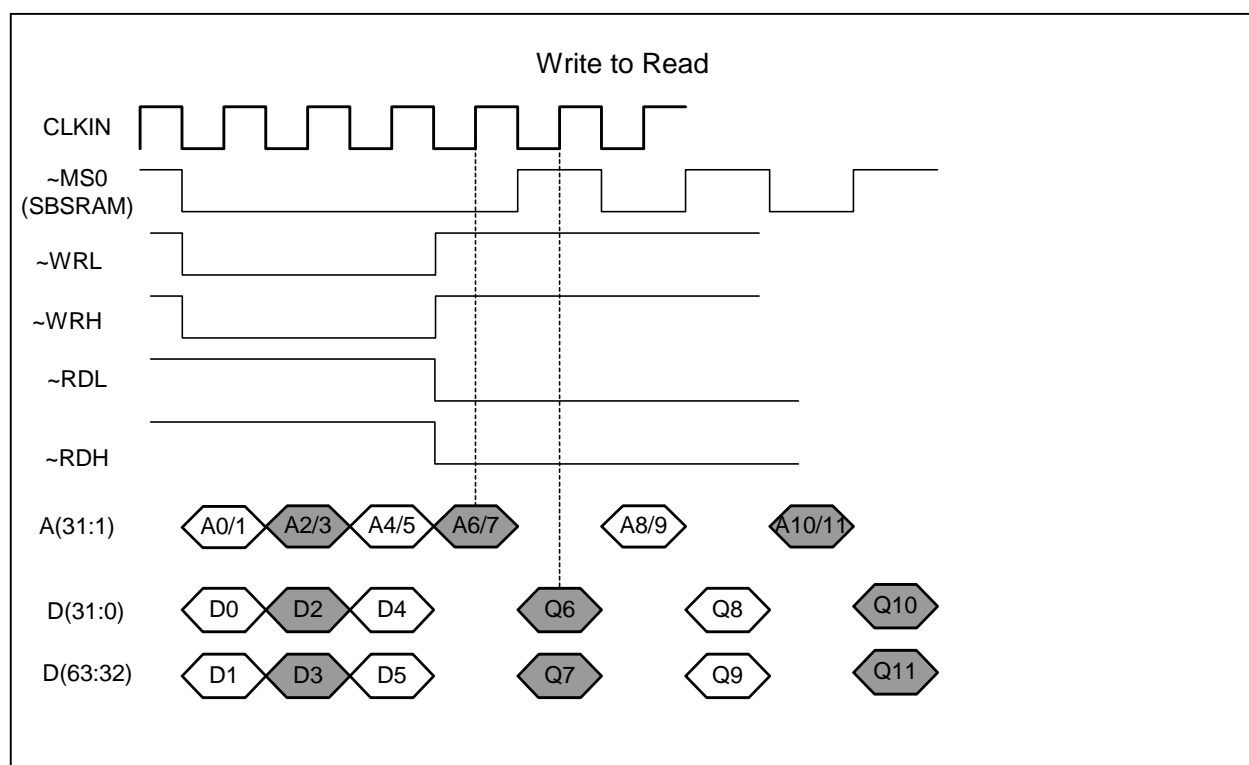 Write to Read
CLKIN
~MS0
(SBSRAM)
~WRL
~WRH
~RDL
~RDH
A(31:1) A0/1 A2/3 A4/5 A6/7 A8/9 A10/11
D(31:0) D0 D2 D4 Q6 Q8 Q10
D(63:32) D1 D3 D5 Q7 Q9 Q11